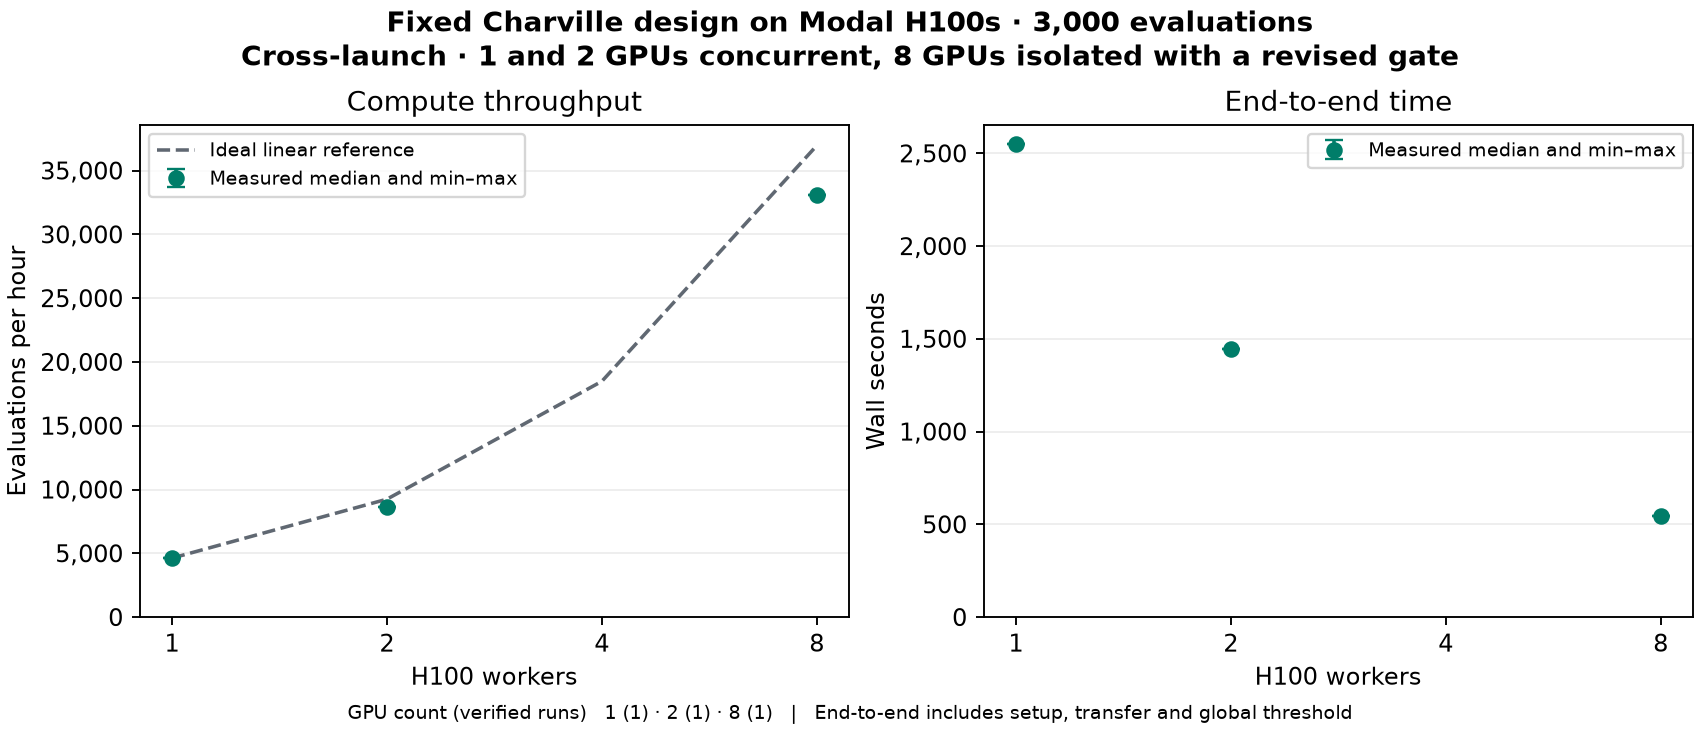 Fixed Charville design on Modal H100s · 3,000 evaluations
Cross-launch · 1 and 2 GPUs concurrent, 8 GPUs isolated with a revised gate
Compute throughput
Ideal linear reference
Measured median and min–max
Evaluations per hour
35,000
30,000
25,000
20,000
15,000
10,000
5,000
0
1 2 4 8
H100 workers
End-to-end time
Measured median and min–max
Wall seconds
2,500
2,000
1,500
1,000
500
0
1 2 4 8
H100 workers
GPU count (verified runs) 1 (1) · 2 (1) · 8 (1) | End-to-end includes setup, transfer and global threshold